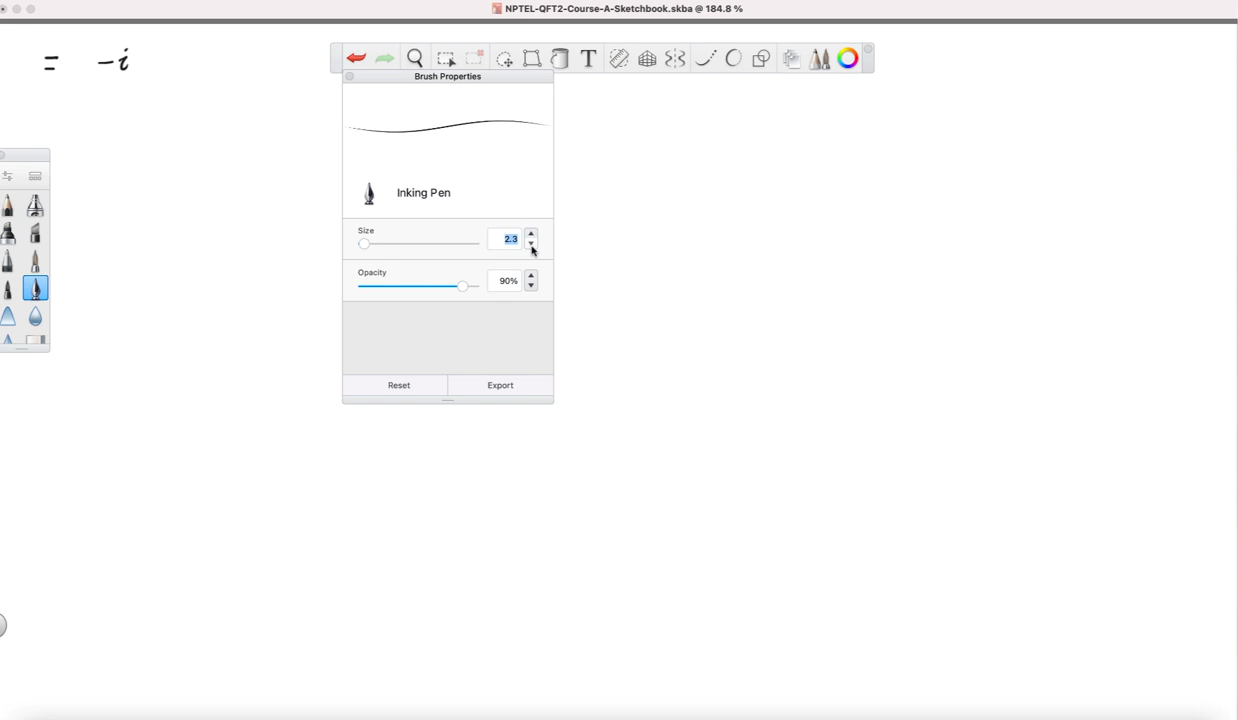 NPTEL-QFT2-Course-A-Sketchbook.skba @ 184.8 %
= -i
T
Brush Properties
Inking Pen
Size
2.3
Opacity
90%
Reset Export